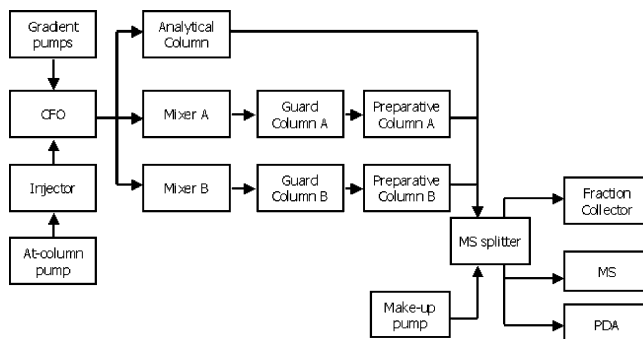 Gradient
pumps
Analytical
Column
CFO
Mixer A
Guard
Column A
Preparative
Column A
Injector
Mixer B
Guard
Column B
Preparative
Column B
At-column
pump
MS splitter
Fraction
Collector
MS
Make-up
pump
PDA